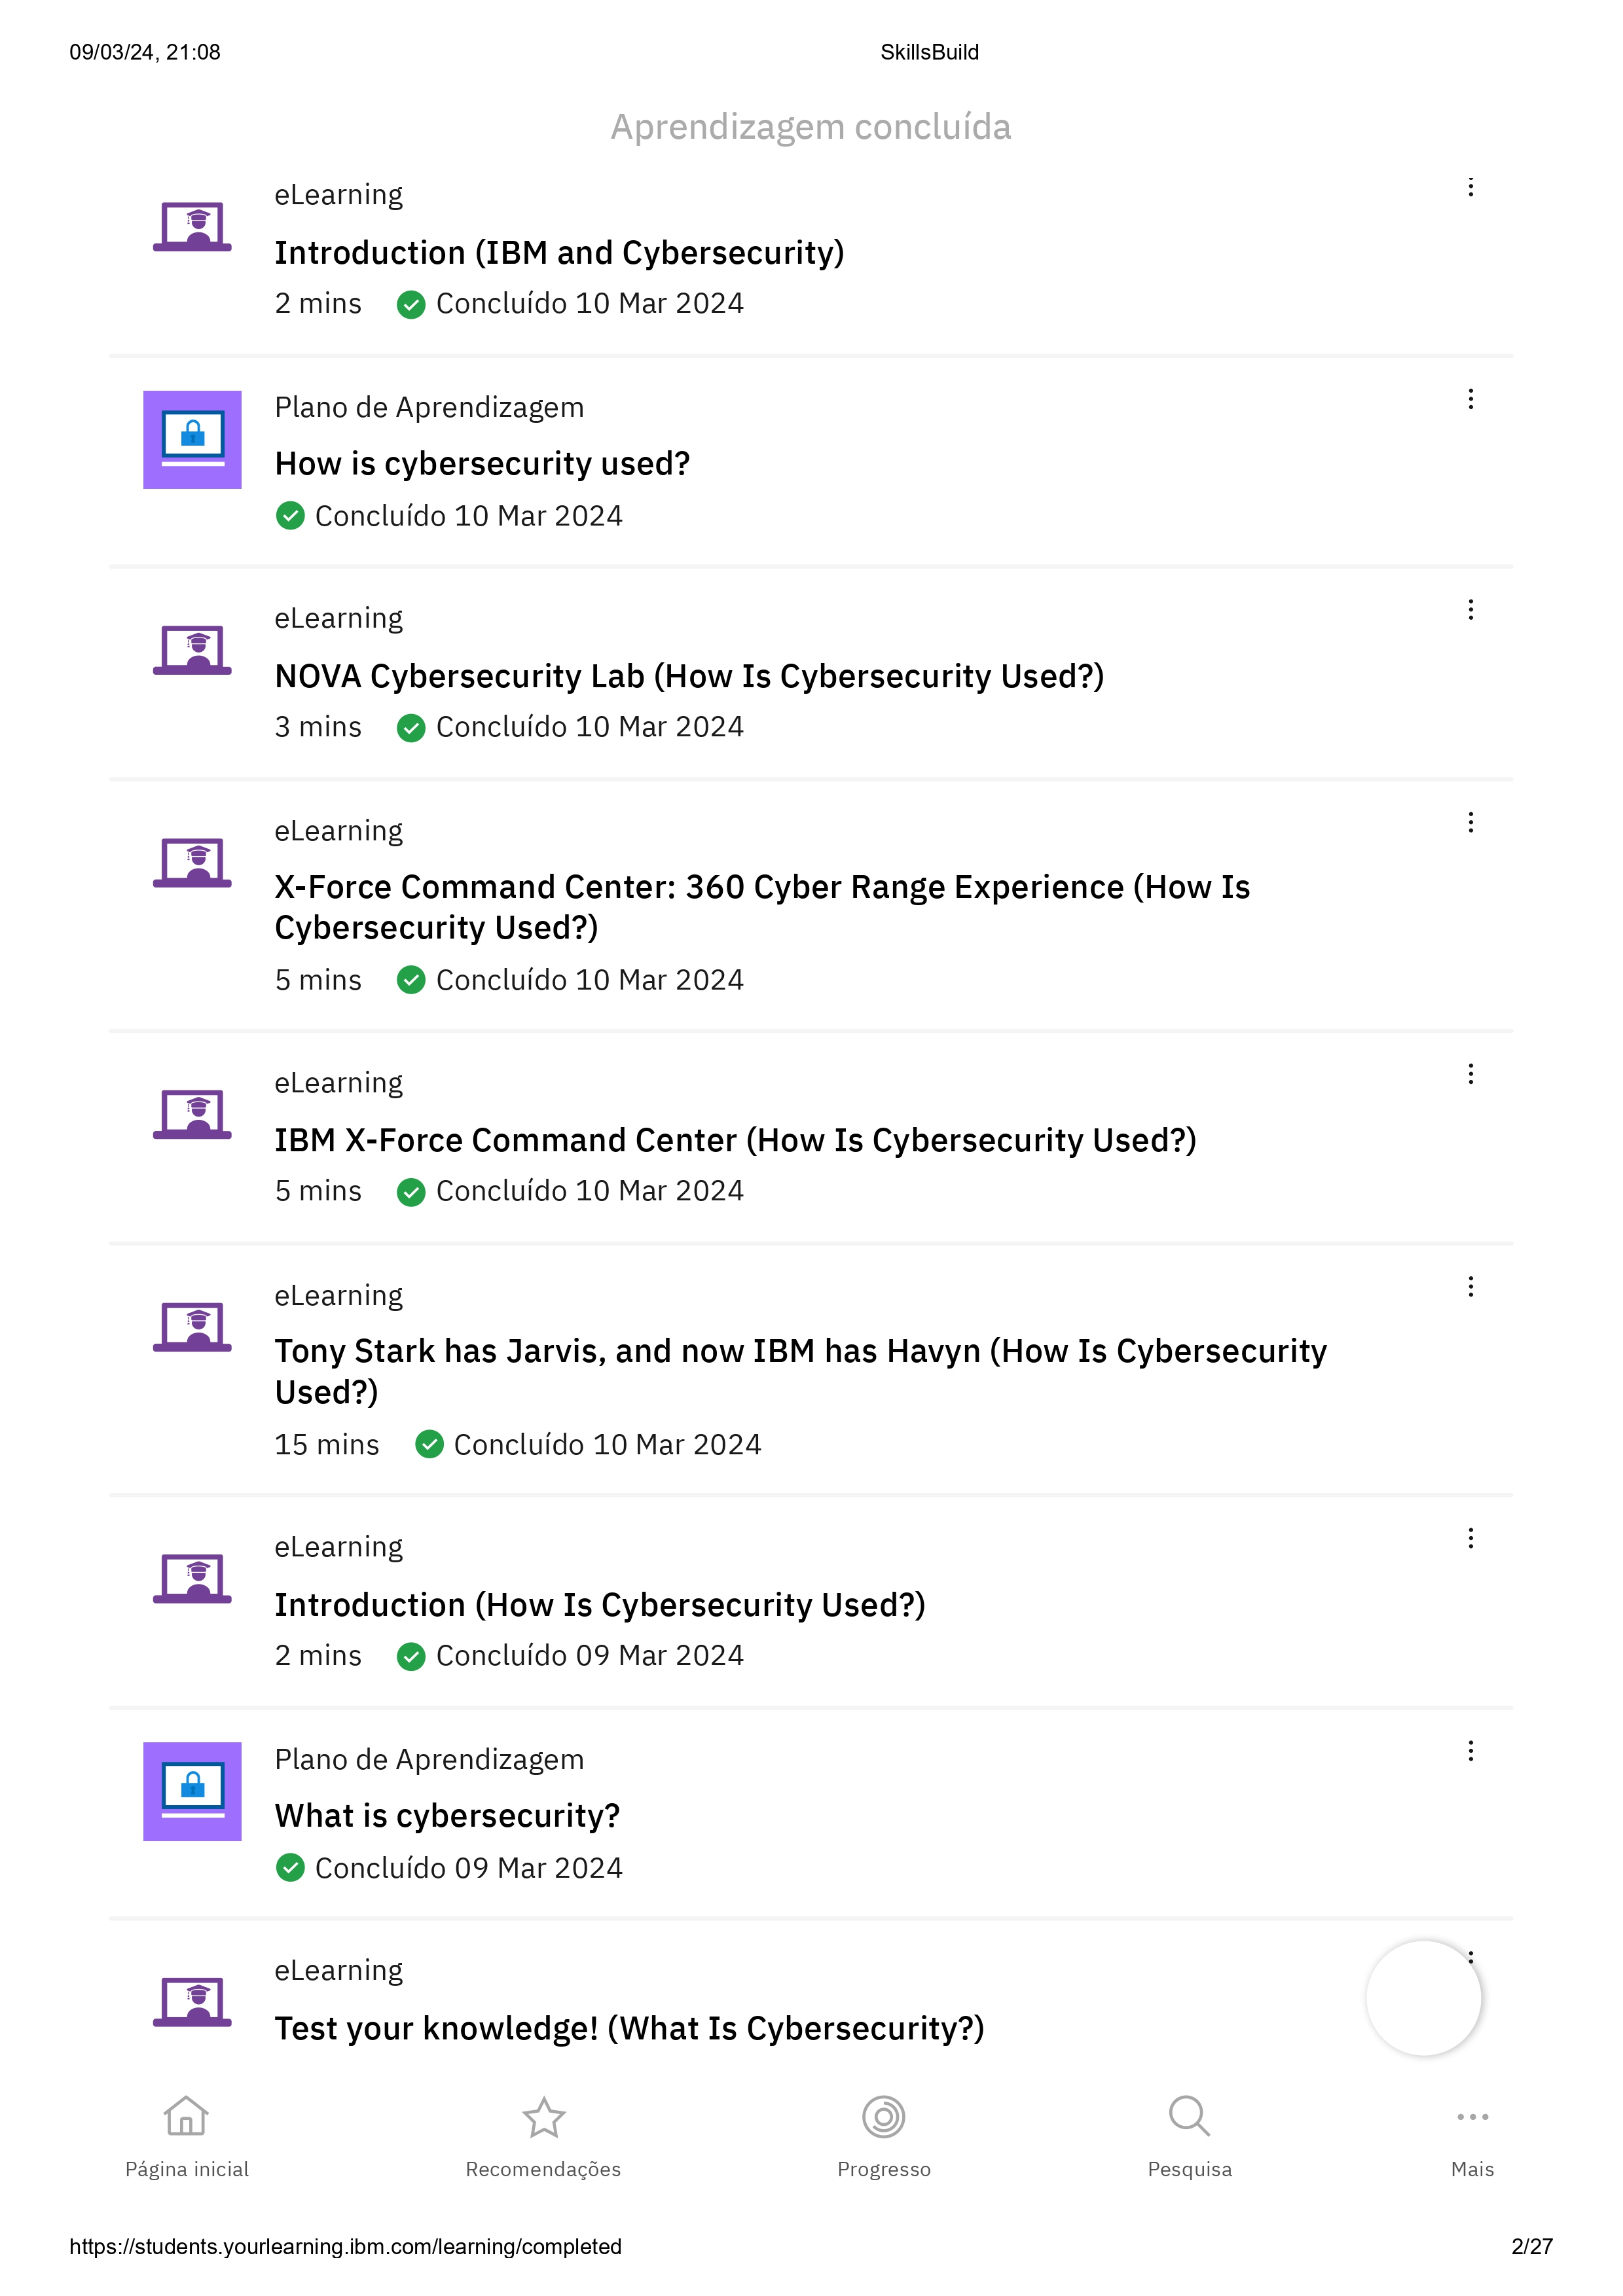 09/03/24, 21:08
SkillsBuild
Aprendizagem concluída
eLearning
Introduction (IBM and Cybersecurity)
2 mins Concluído 10 Mar 2024
Plano de Aprendizagem
How is cybersecurity used?
Concluído 10 Mar 2024
eLearning
NOVA Cybersecurity Lab (How Is Cybersecurity Used?)
3 mins Concluído 10 Mar 2024
eLearning
X-Force Command Center: 360 Cyber Range Experience (How Is
Cybersecurity Used?)
5 mins Concluído 10 Mar 2024
eLearning
IBM X-Force Command Center (How Is Cybersecurity Used?)
5 mins Concluído 10 Mar 2024
eLearning
Tony Stark has Jarvis, and now IBM has Havyn (How Is Cybersecurity
Used?)
15 mins Concluído 10 Mar 2024
eLearning
Introduction (How Is Cybersecurity Used?)
2 mins Concluído 09 Mar 2024
Plano de Aprendizagem
What is cybersecurity?
Concluído 09 Mar 2024
eLearning
Test your knowledge! (What Is Cybersecurity?)
Página inicial
Recomendações
Progresso
Pesquisa
Mais
https://students.yourlearning.ibm.com/learning/completed
2/27